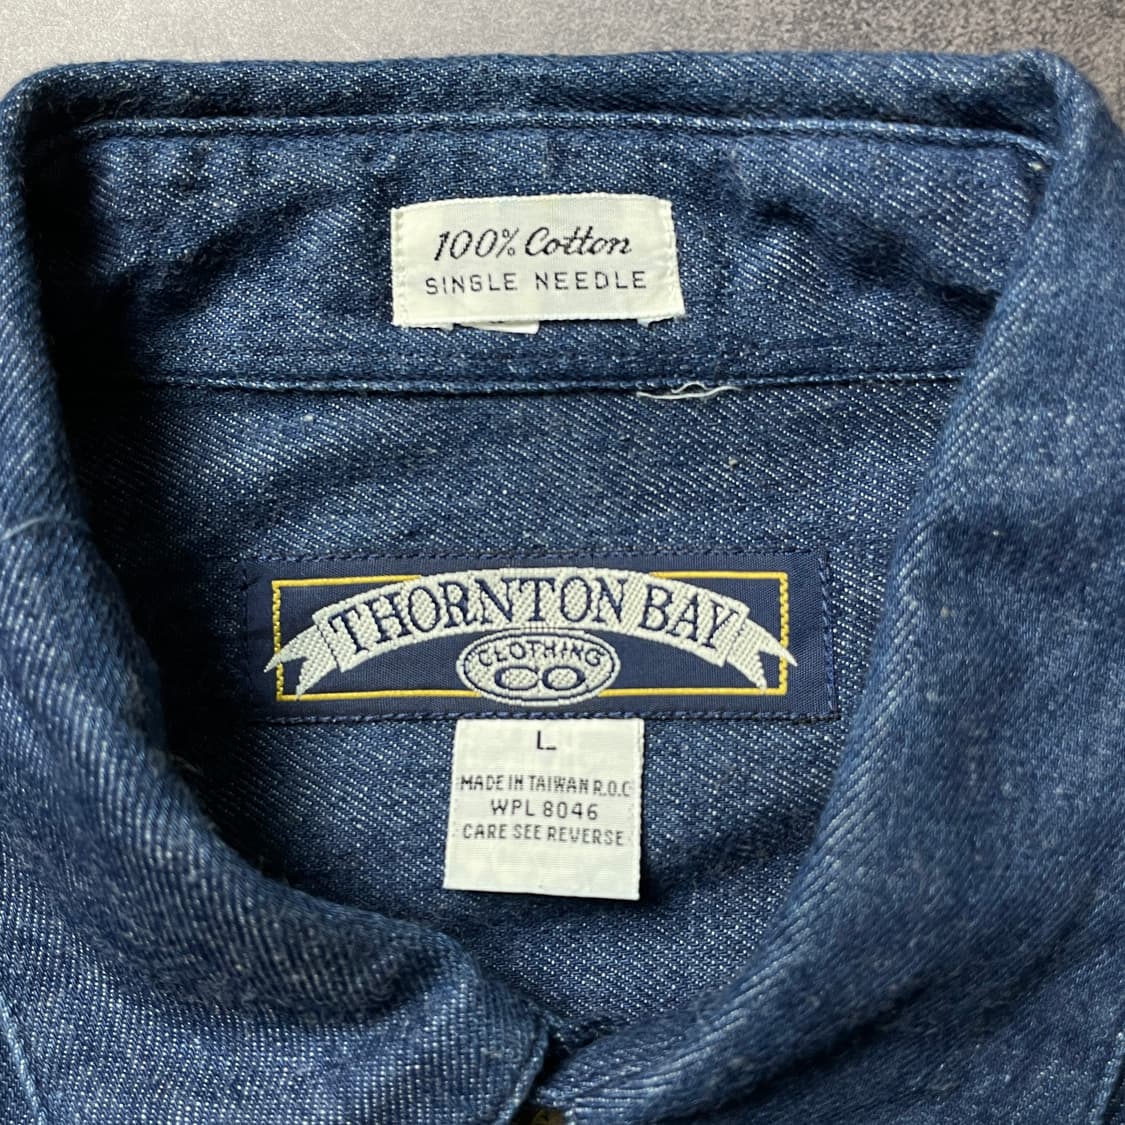 100% Cotton
SINGLE NEEDLE
THORNTON BAY
CLOTHING
CO
L
MADE IN TAIWAN R.O.C
WPL 8046
CARE SEE REVERSE